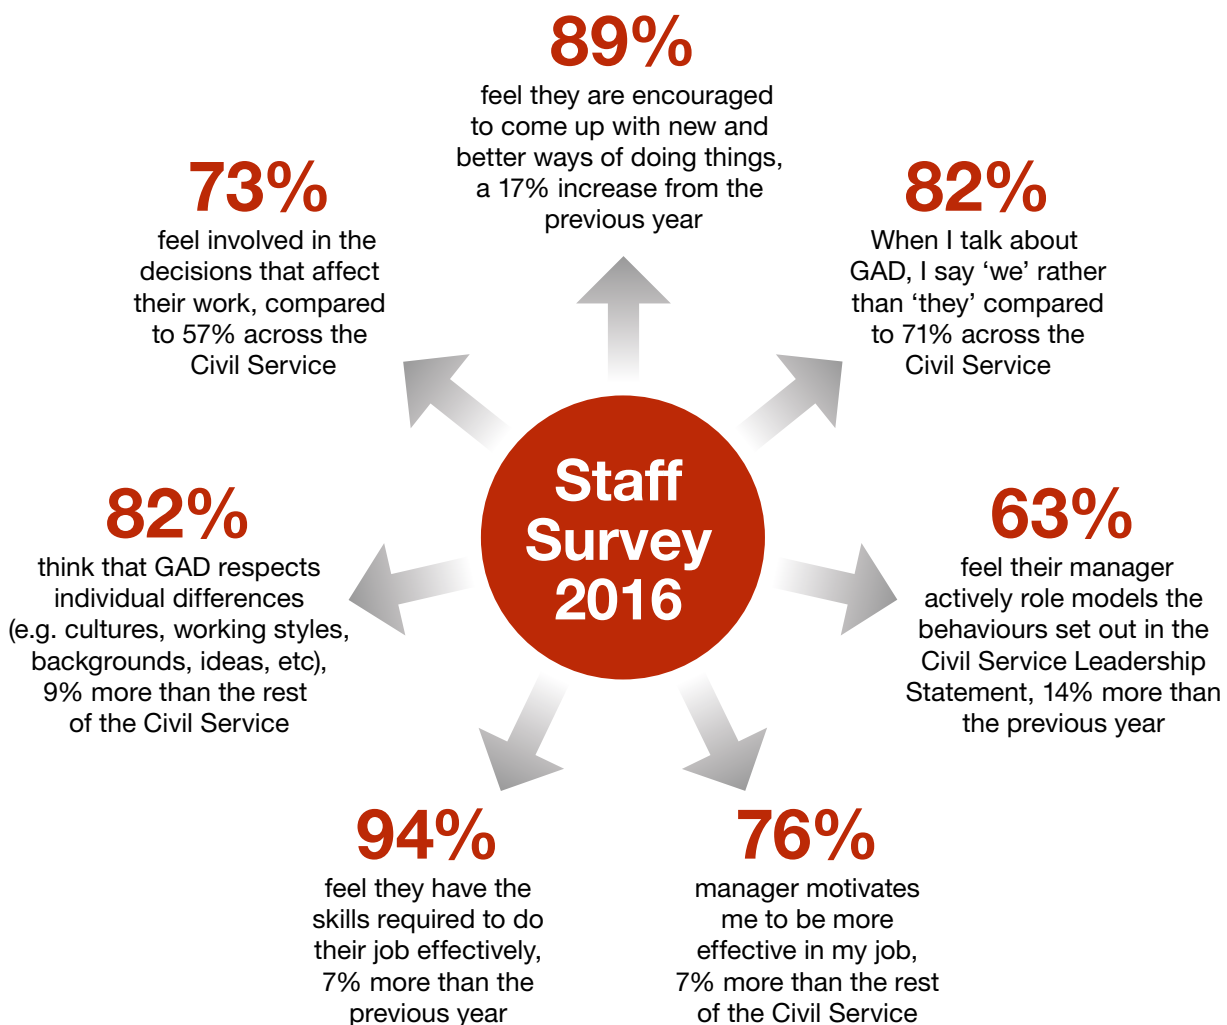 89%
feel they are encouraged
to come up with new and
better ways of doing things,
a 17% increase from the
previous year
73%
feel involved in the
decisions that affect
their work, compared
to 57% across the
Civil Service
82%
When I talk about
GAD, I say ‘we’ rather
than ‘they’ compared
to 71% across the
Civil Service
Staff
Survey
2016
82%
think that GAD respects
individual differences
(e.g. cultures, working styles,
backgrounds, ideas, etc),
9% more than the rest
of the Civil Service
63%
feel their manager
actively role models the
behaviours set out in the
Civil Service Leadership
Statement, 14% more than
the previous year
94%
feel they have the
skills required to do
their job effectively,
7% more than the
previous year
76%
manager motivates
me to be more
effective in my job,
7% more than the rest
of the Civil Service